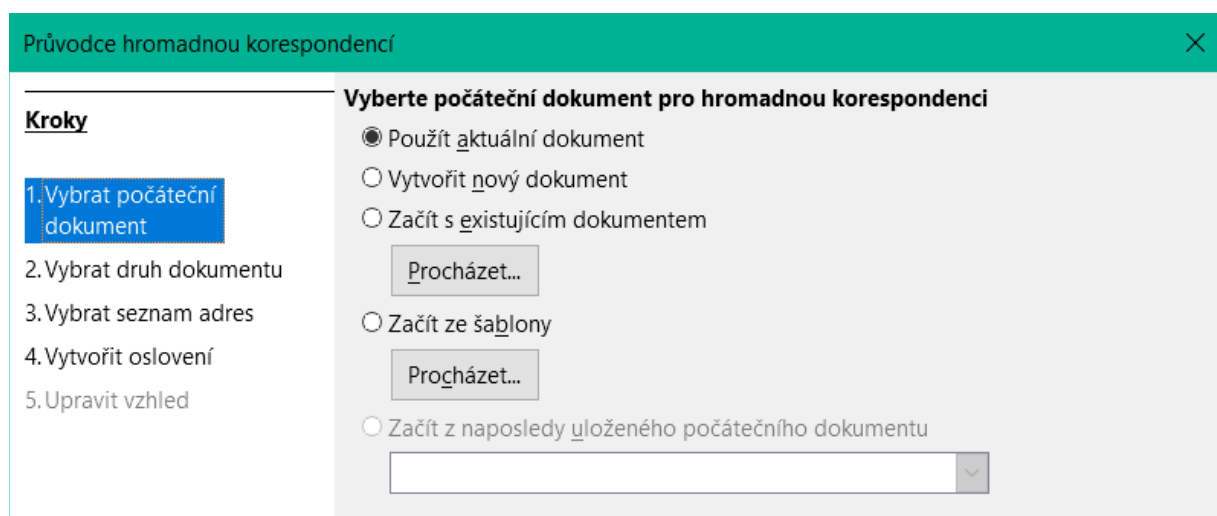 Průvodce hromadnou korespondencí
Kroky
1. Vybrat počáteční
dokument
2. Vybrat druh dokumentu
3. Vybrat seznam adres
4. Vytvořit oslovení
5. Upravit vzhled
Vyberte počáteční dokument pro hromadnou korespondenci
Použít aktuální dokument
Vytvořit nový dokument
Začít s existujícím dokumentem
Procházet...
Začít ze šablony
Procházet...
Začít z naposledy uloženého počátečního dokumentu